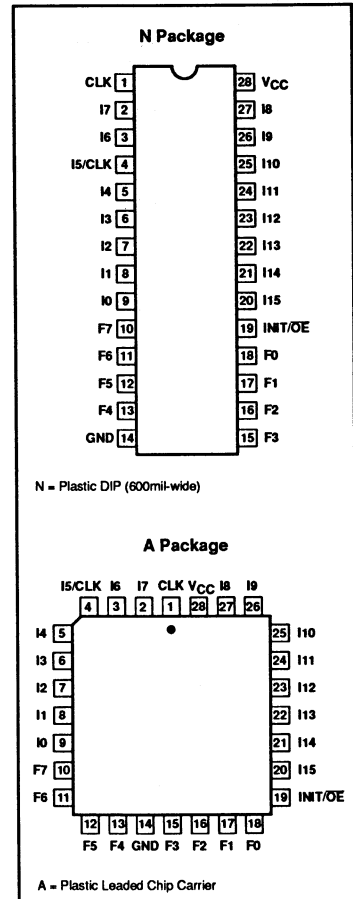 N Package
CLK 1 28 VCC
I7 2 27 I8
I6 3 26 I9
I5/CLK 4 25 I10
I4 5 24 I11
I3 6 23 I12
I2 7 22 I13
I1 8 21 I14
I0 9 20 I15
F7 10 19 INIT/OE
F6 11 18 F0
F5 12 17 F1
F4 13 16 F2
GND 14 15 F3
N = Plastic DIP (600mil-wide)
A Package
I5/CLK I6 I7 CLK VCC I8 I9
4 3 2 1 28 27 26
I4 5 25 I10
I3 6 24 I11
I2 7 23 I12
I1 8 22 I13
I0 9 21 I14
F7 10 20 I15
F6 11 19 INIT/OE
12 13 14 15 16 17 18
F5 F4 GND F3 F2 F1 F0
A = Plastic Leaded Chip Carrier